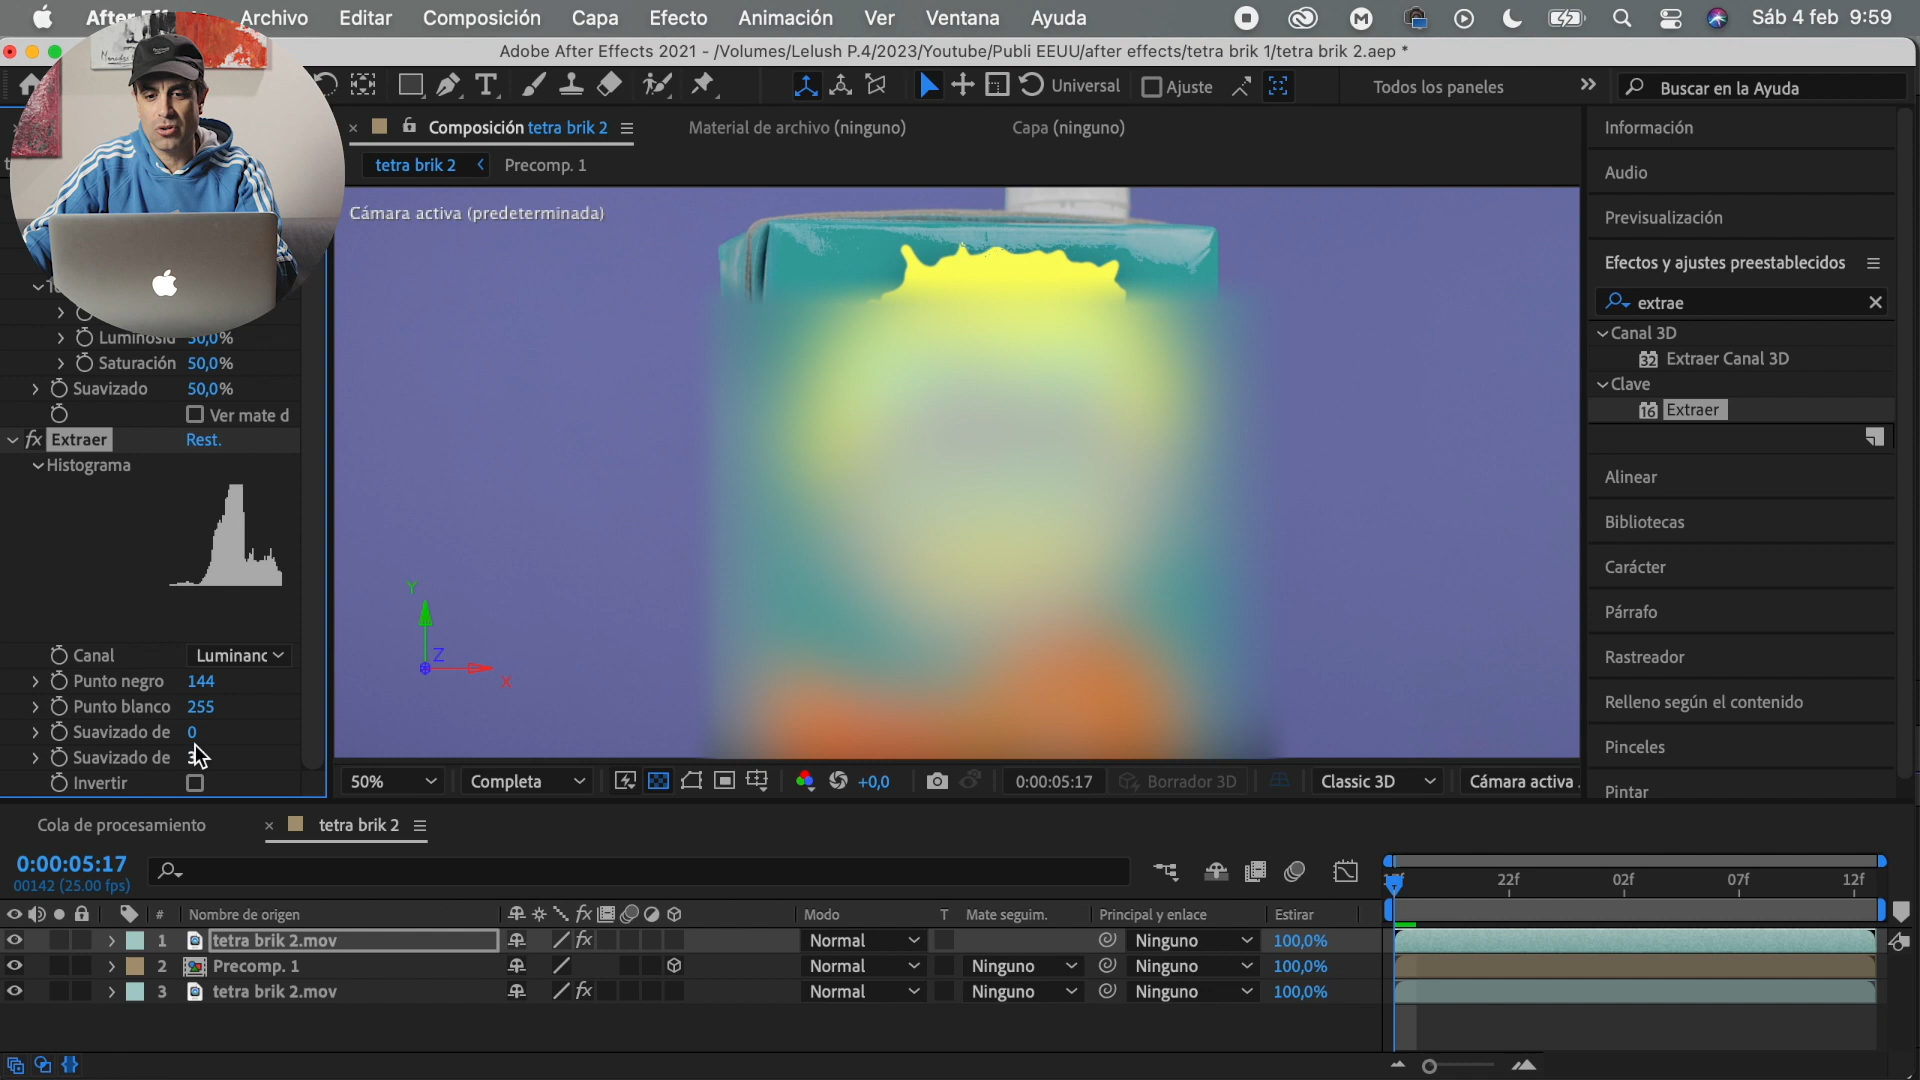 Archivo Editar Composición Capa Efecto Animación Ver Ventana Ayuda Sáb 4 feb 9:59
Adobe After Effects 2021 - /Volumes/Lelush P.4/2023/Youtube/Publi EEUU/after effects/tetra brik 1/tetra brik 2.aep *
Universal Ajuste Todos los paneles Buscar en la Ayuda
Composición tetra brik 2 Material de archivo (ninguno) Capa (ninguno)
tetra brik 2 Precomp. 1
Cámara activa (predeterminada)
Información
Audio
Previsualización
Efectos y ajustes preestablecidos
extrae
Canal 3D
32 Extraer Canal 3D
Clave
16 Extraer
Alinear
Bibliotecas
Carácter
Párrafo
Rastreador
Relleno según el contenido
Pinceles
Pintar
50,0%
Saturación 50,0%
Suavizado 50,0%
Ver mate d
fx Extraer Rest.
Histograma
Canal Luminanc
Punto negro 144
Punto blanco 255
Suavizado de 0
Suavizado de
Invertir
Y
Z
X
50% Completa +0,0 0:00:05:17 Borrador 3D Classic 3D Cámara activa
Cola de procesamiento tetra brik 2
0:00:05:17
00142 (25.00 fps)
22f 02f 07f 12f
# Nombre de origen fx Modo T Mate seguim. Principal y enlace Estirar
1 tetra brik 2.mov fx Normal Ninguno 100,0%
2 Precomp. 1 Normal Ninguno Ninguno 100,0%
3 tetra brik 2.mov fx Normal Ninguno Ninguno 100,0%